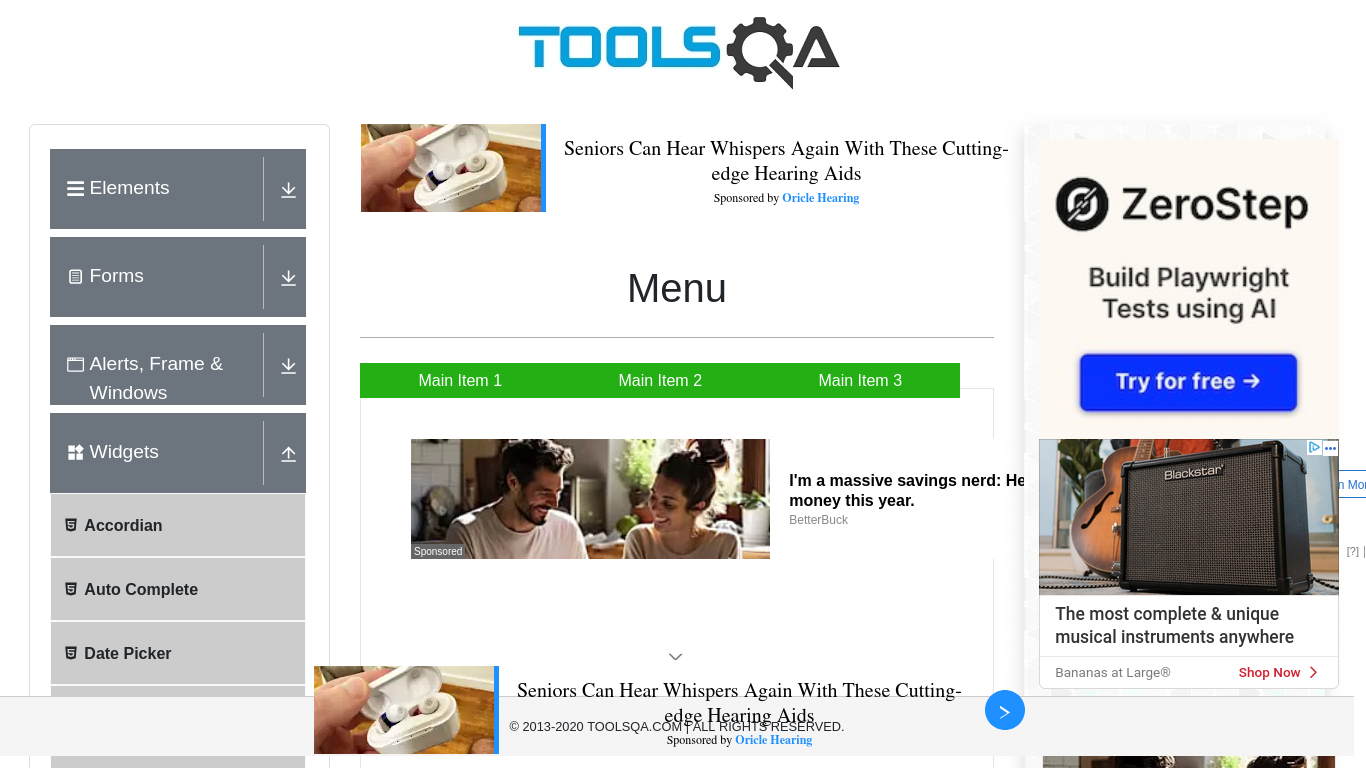 TOOLSQA
Elements
Forms
Alerts, Frame &
Windows
Widgets
Accordian
Auto Complete
Date Picker
Seniors Can Hear Whispers Again With These Cutting-
edge Hearing Aids
Sponsored by Oricle Hearing
Menu
Main Item 1
Main Item 2
Main Item 3
Sponsored
I'm a massive savings nerd: He
money this year.
BetterBuck
ZeroStep
Build Playwright
Tests using AI
Try for free →
Blackstar
n Mor
[?]
The most complete & unique
musical instruments anywhere
Bananas at Large®
Shop Now
Seniors Can Hear Whispers Again With These Cutting-
edge Hearing Aids
© 2013-2020 TOOLSQA.COM | ALL RIGHTS RESERVED.
Sponsored by Oricle Hearing